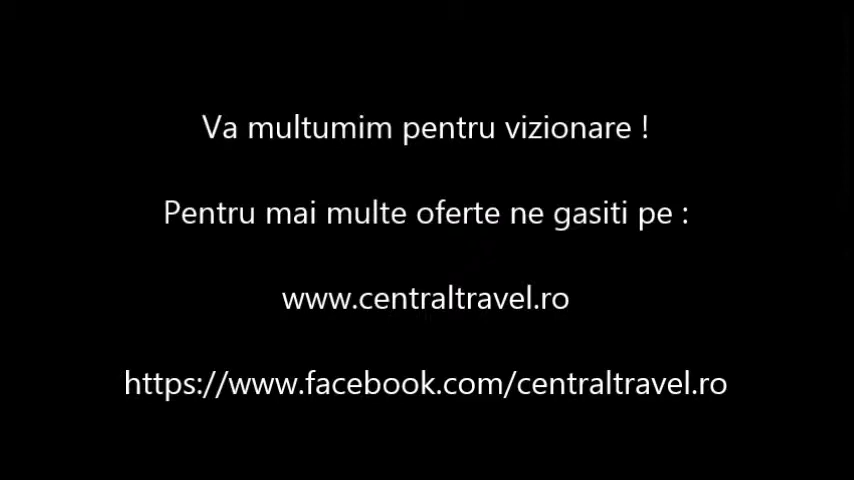 Va multumim pentru vizionare !
Pentru mai multe oferte ne gasiti pe :
www.centraltravel.ro
https://www.facebook.com/centraltravel.ro